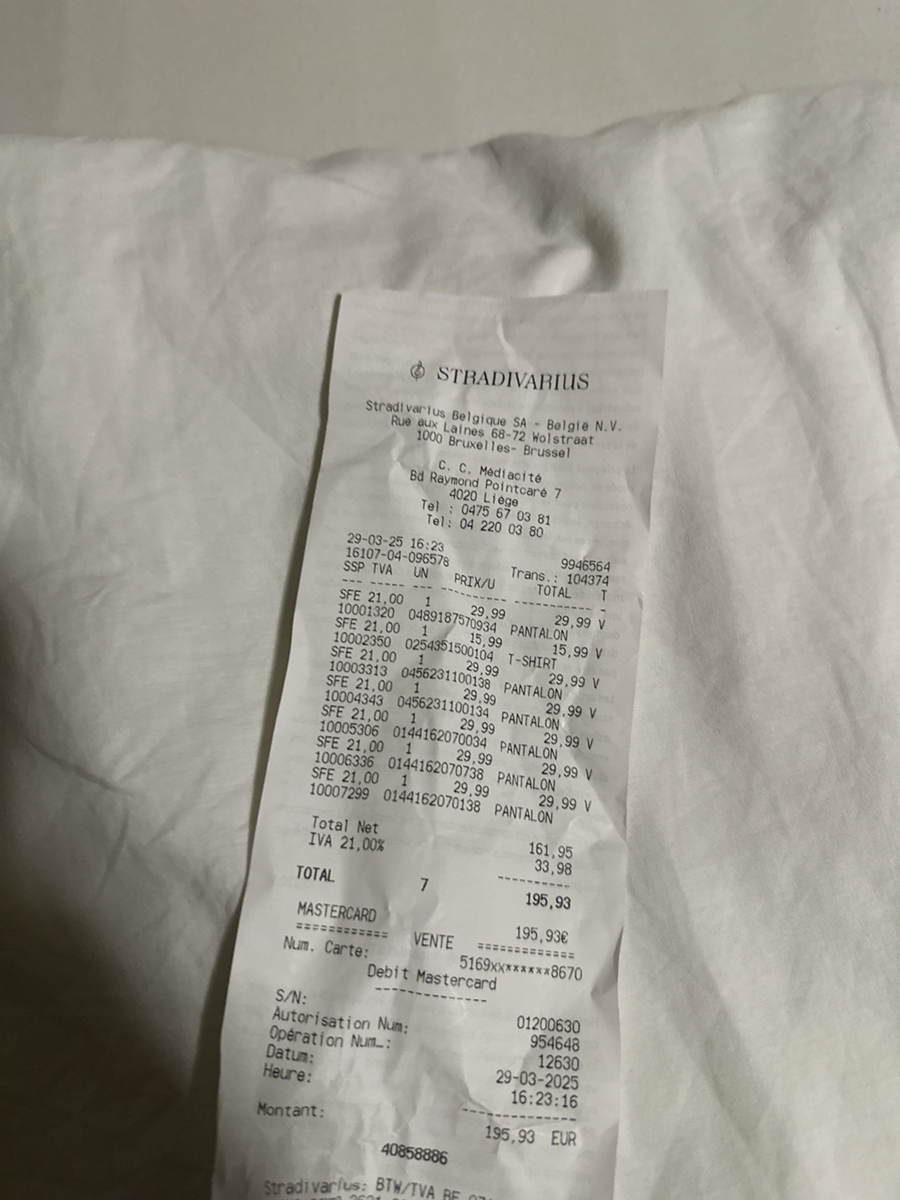 STRADIVARIUS
Stradivarius Belgique SA - Belgie N.V.
Rue aux Laines 68-72 Wolstraat
1000 Bruxelles- Brussel
C. C. Médiacité
Bd Raymond Pointcaré 7
4020 Liège
Tel : 0475 67 03 81
Tel: 04 220 03 80
29-03-25 16:23 9946564
16107-04-096578 Trans.: 104374
SSP TVA UN PRIX/U TOTAL T
--- ----- --- ---------- ----------- -
SFE 21,00 1 29,99 29,99 V
10001320 0489187570934 PANTALON
SFE 21,00 1 15,99 15,99 V
10002350 0254351500104 T-SHIRT
SFE 21,00 1 29,99 29,99 V
10003313 0456231100138 PANTALON
SFE 21,00 1 29,99 29,99 V
10004343 0456231100134 PANTALON
SFE 21,00 1 29,99 29,99 V
10005306 0144162070034 PANTALON
SFE 21,00 1 29,99 29,99 V
10006336 0144162070738 PANTALON
SFE 21,00 1 29,99 29,99 V
10007299 0144162070138 PANTALON
Total Net 161,95
IVA 21,00% 33,98
----------
TOTAL 7 195,93
MASTERCARD 195,93€
============ VENTE =============
Num. Carte: 5169xx******8670
Debit Mastercard
-------------
S/N: 01200630
Autorisation Num: 954648
Opération Num_: 12630
Datum: 29-03-2025
Heure: 16:23:16
-------------
Montant: 195,93 EUR
40858886
Stradivarius: BTW/TVA BE